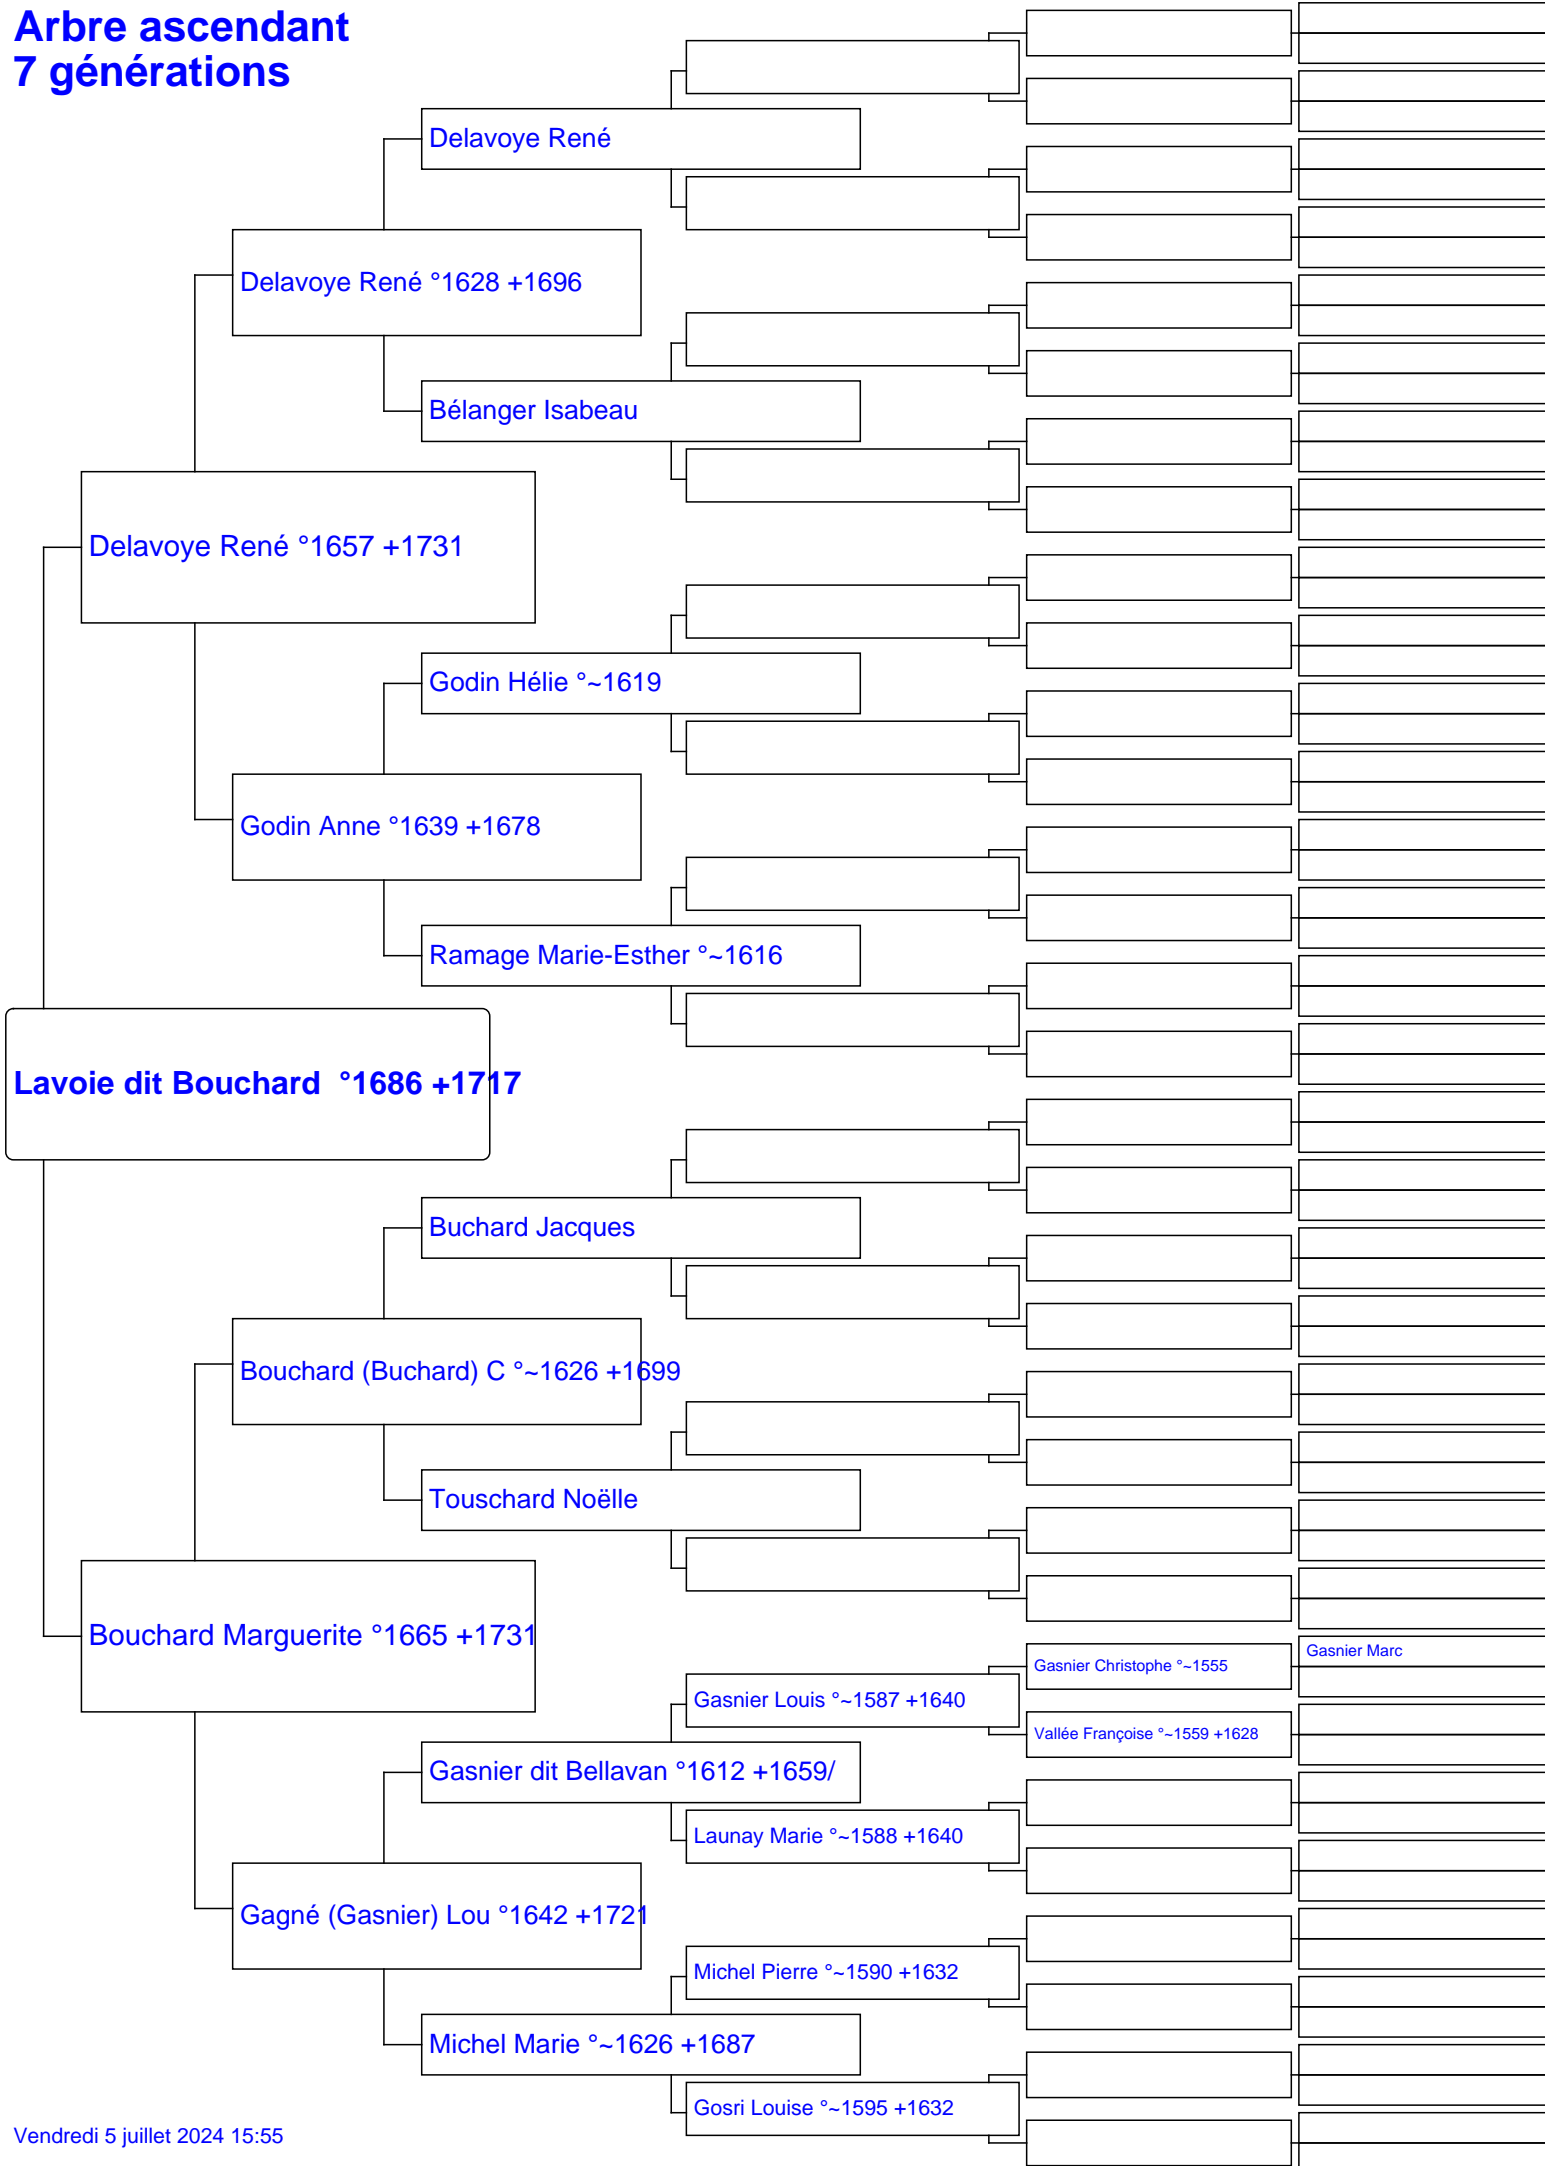 Arbre ascendant
7 générations
Delavoye René
Delavoye René °1628 +1696
Bélanger Isabeau
Delavoye René °1657 +1731
Godin Hélie °~1619
Godin Anne °1639 +1678
Ramage Marie-Esther °~1616
Lavoie dit Bouchard °1686 +1717
Buchard Jacques
Bouchard (Buchard) C °~1626 +1699
Touschard Noëlle
Bouchard Marguerite °1665 +1731
Gasnier Marc
Gasnier Christophe °~1555
Gasnier Louis °~1587 +1640
Vallée Françoise °~1559 +1628
Gasnier dit Bellavan °1612 +1659/
Launay Marie °~1588 +1640
Gagné (Gasnier) Lou °1642 +1721
Michel Pierre °~1590 +1632
Michel Marie °~1626 +1687
Gosri Louise °~1595 +1632
Vendredi 5 juillet 2024 15:55